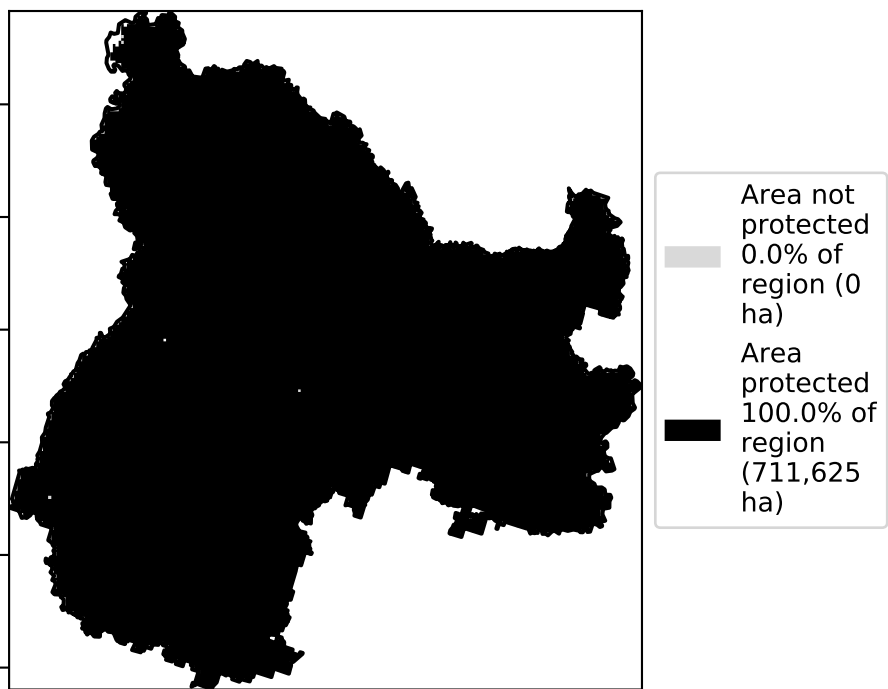 Area not
protected
0.0% of
region (0
ha)
Area
protected
100.0% of
region
(711,625
ha)